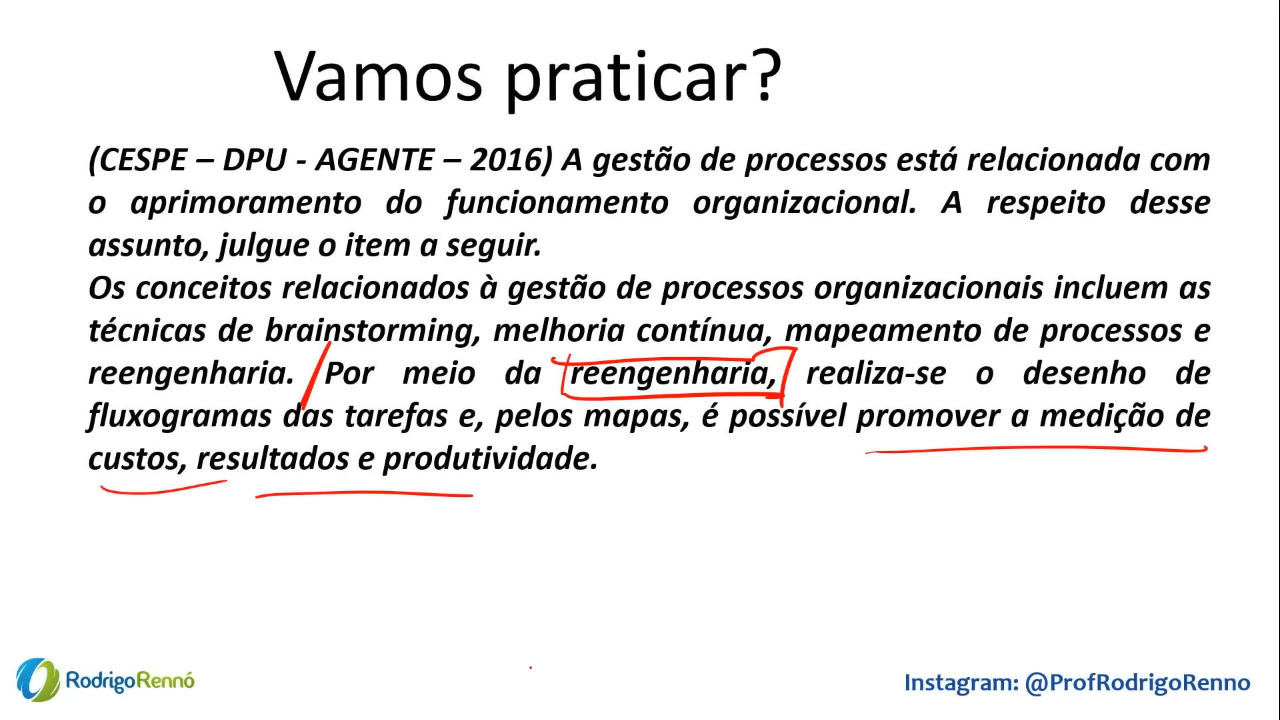 Vamos praticar?
(CESPE – DPU - AGENTE – 2016) A gestão de processos está relacionada com
o aprimoramento do funcionamento organizacional. A respeito desse
assunto, julgue o item a seguir.
Os conceitos relacionados à gestão de processos organizacionais incluem as
técnicas de brainstorming, melhoria contínua, mapeamento de processos e
reengenharia. Por meio da reengenharia, realiza-se o desenho de
fluxogramas das tarefas e, pelos mapas, é possível promover a medição de
custos, resultados e produtividade.
RodrigoRennó
Instagram: @ProfRodrigoRenno